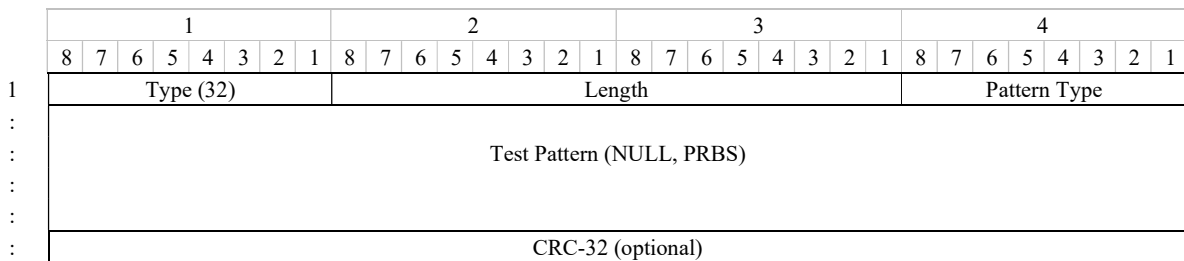 1 2 3 4
8 7 6 5 4 3 2 1 8 7 6 5 4 3 2 1 8 7 6 5 4 3 2 1 8 7 6 5 4 3 2 1
1 Type (32) Length Pattern Type
:
: Test Pattern (NULL, PRBS)
:
:
: CRC-32 (optional)